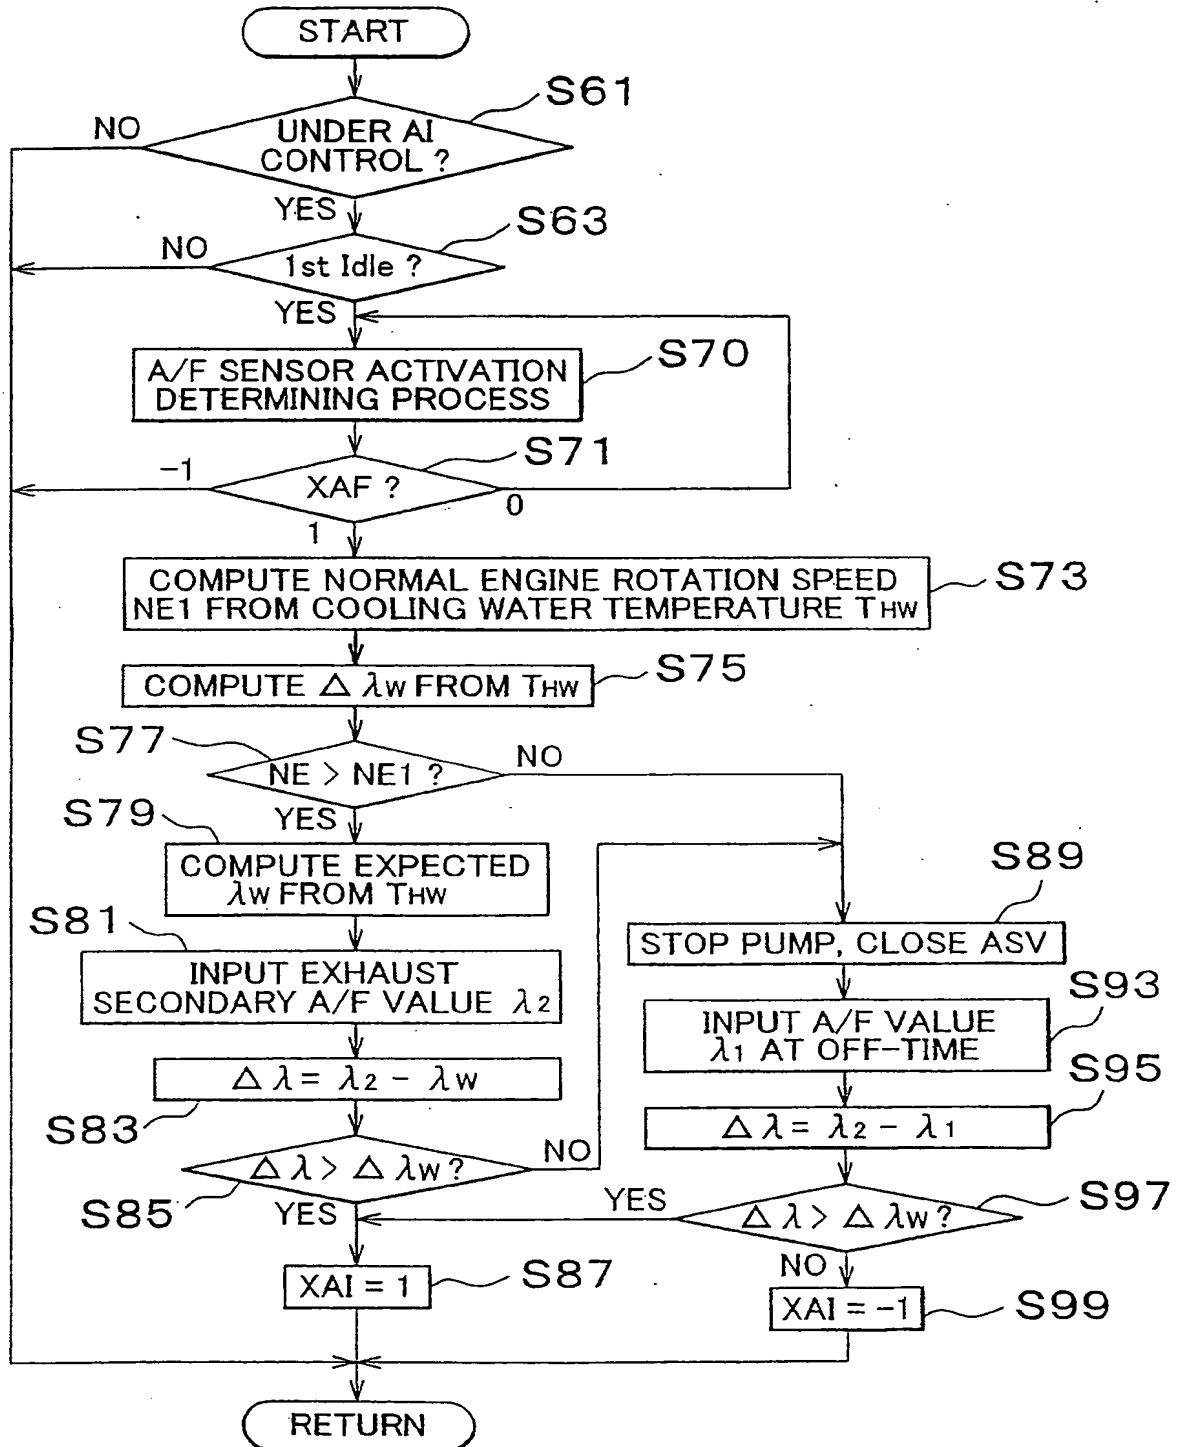 START
S61
NO
UNDER AI
CONTROL ?
YES
S63
NO
1st Idle ?
YES
S70
A/F SENSOR ACTIVATION
DETERMINING PROCESS
S71
-1
XAF ?
0
1
COMPUTE NORMAL ENGINE ROTATION SPEED
NE1 FROM COOLING WATER TEMPERATURE THW
S73
S75
COMPUTE Δ λW FROM THW
S77
NO
NE > NE1 ?
YES
S79
COMPUTE EXPECTED
λW FROM THW
S81
INPUT EXHAUST
SECONDARY A/F VALUE λ2
Δ λ = λ2 - λW
S83
NO
Δ λ > Δ λW ?
S85
YES
XAI = 1
S87
S89
STOP PUMP, CLOSE ASV
S93
INPUT A/F VALUE
λ1 AT OFF-TIME
S95
Δ λ = λ2 - λ1
S97
YES
Δ λ > Δ λW ?
NO
XAI = -1
S99
RETURN